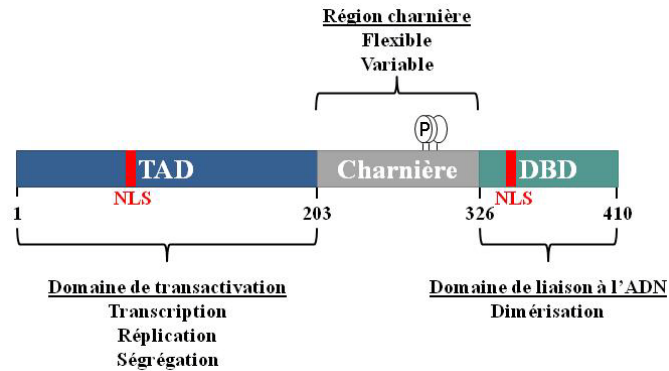 Région charnière
Flexible
Variable
P
TAD
Charnière
DBD
NLS
NLS
1
203
326
410
Domaine de transactivation
Transcription
Réplication
Ségrégation
Domaine de liaison à l'ADN
Dimérisation